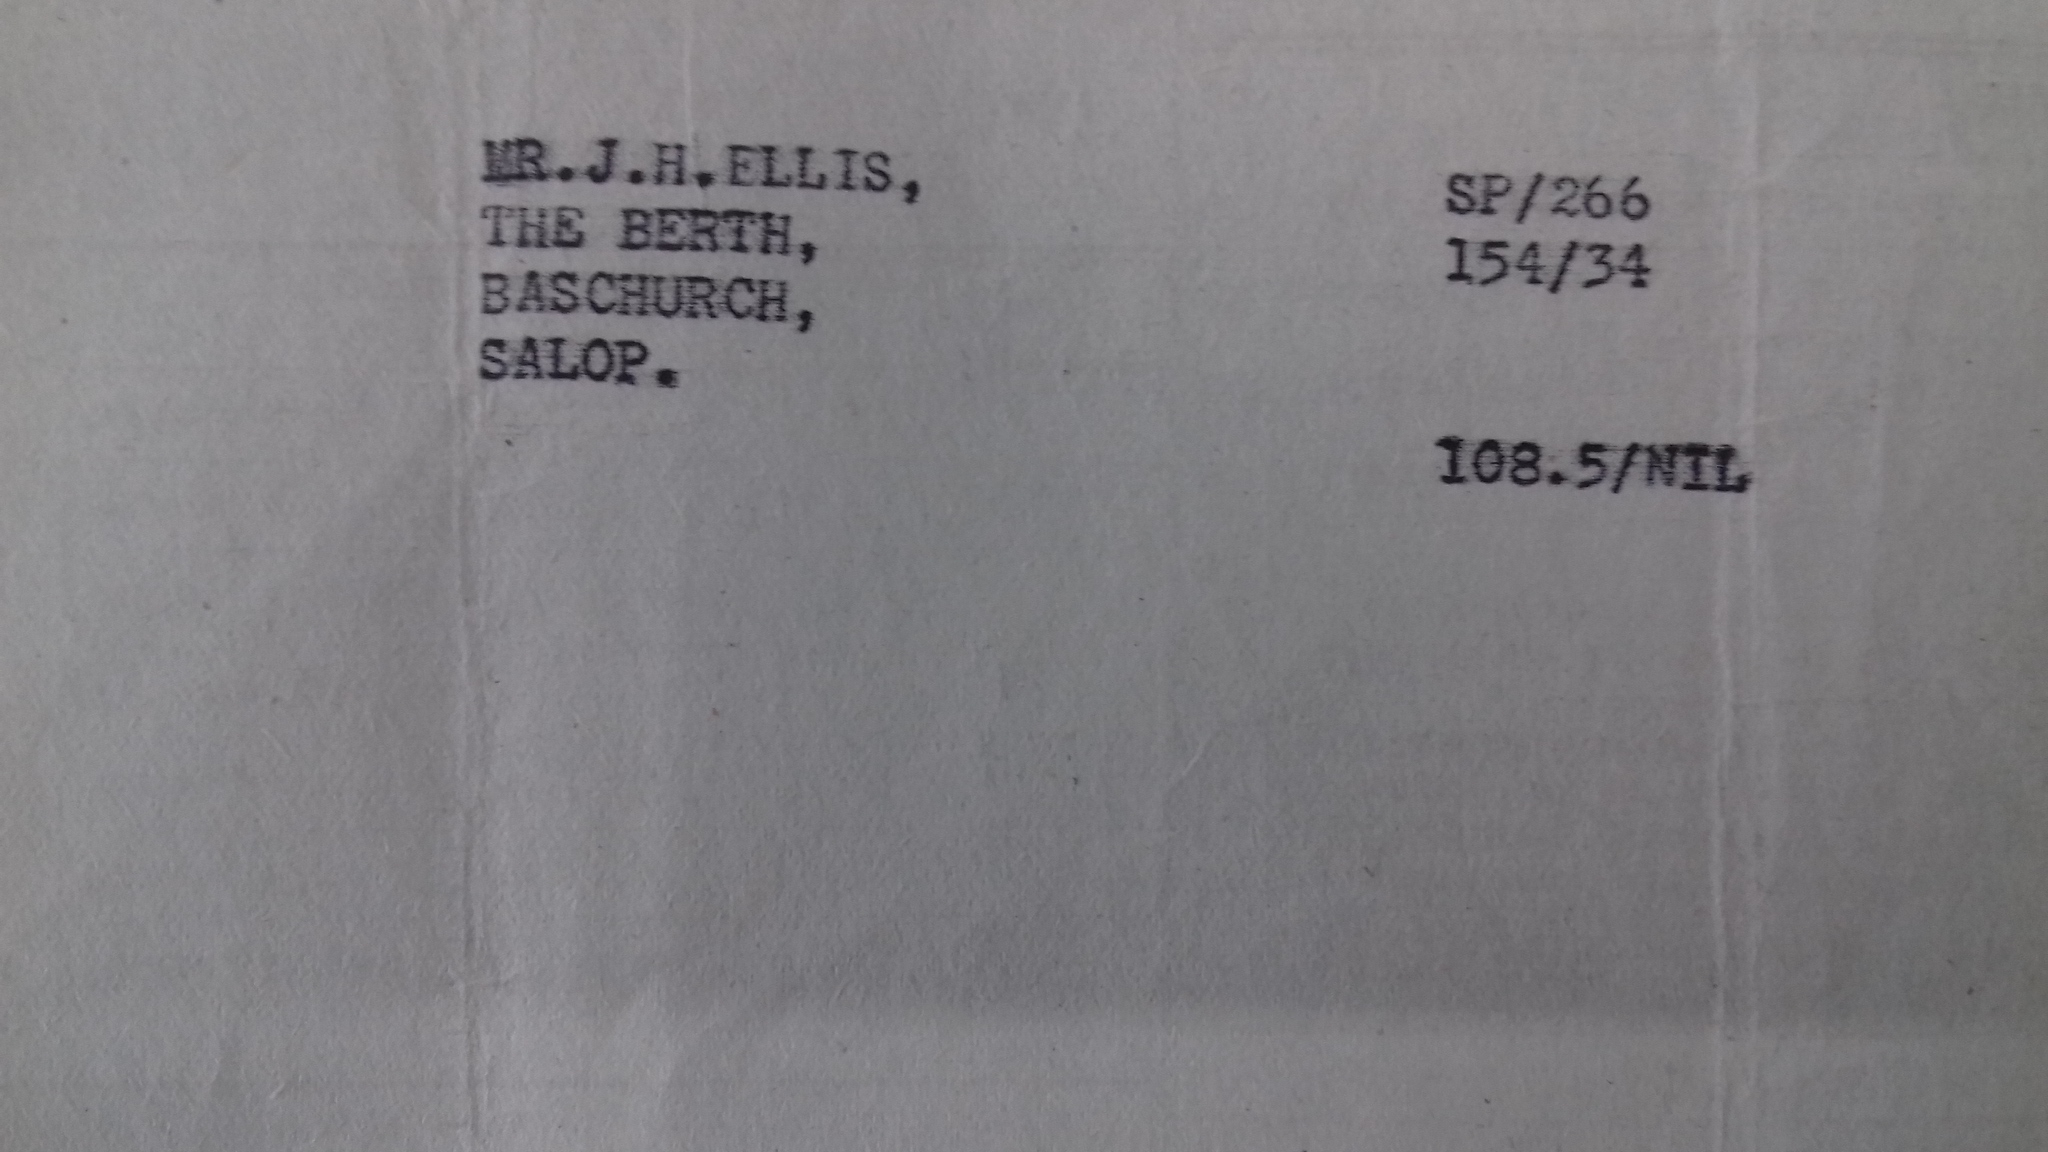 MR.J.H.ELLIS,
THE BERTH,
BASCHURCH,
SALOP.
SP/266
154/34
108.5/NIL